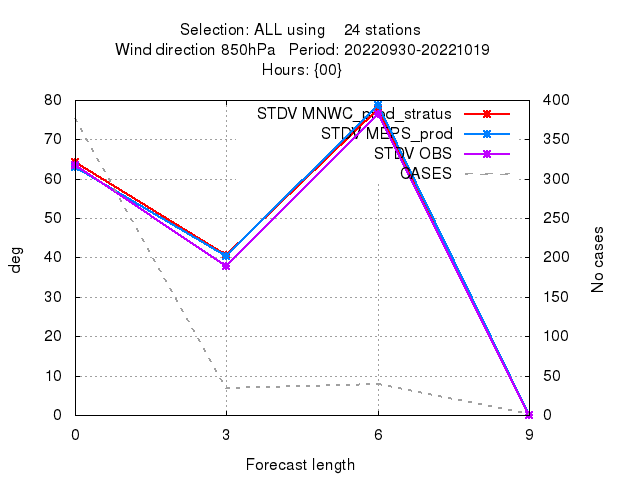 Selection: ALL using    24 stations
Wind direction 850hPa   Period: 20220930-20221019
Hours: {00}
STDV MNWC_prod_stratus
STDV MEPS_prod
STDV OBS
CASES
80
70
60
50
40
30
20
10
0
400
350
300
250
200
150
100
50
0
deg
No cases
0 3 6 9
Forecast length